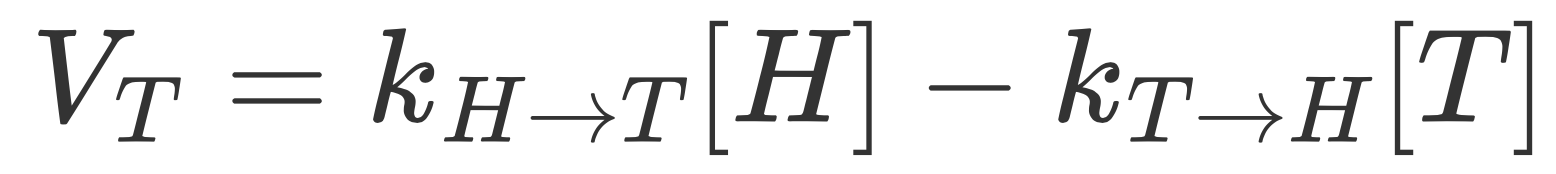 V_T = k_{H→T}[H] − k_{T→H}[T]